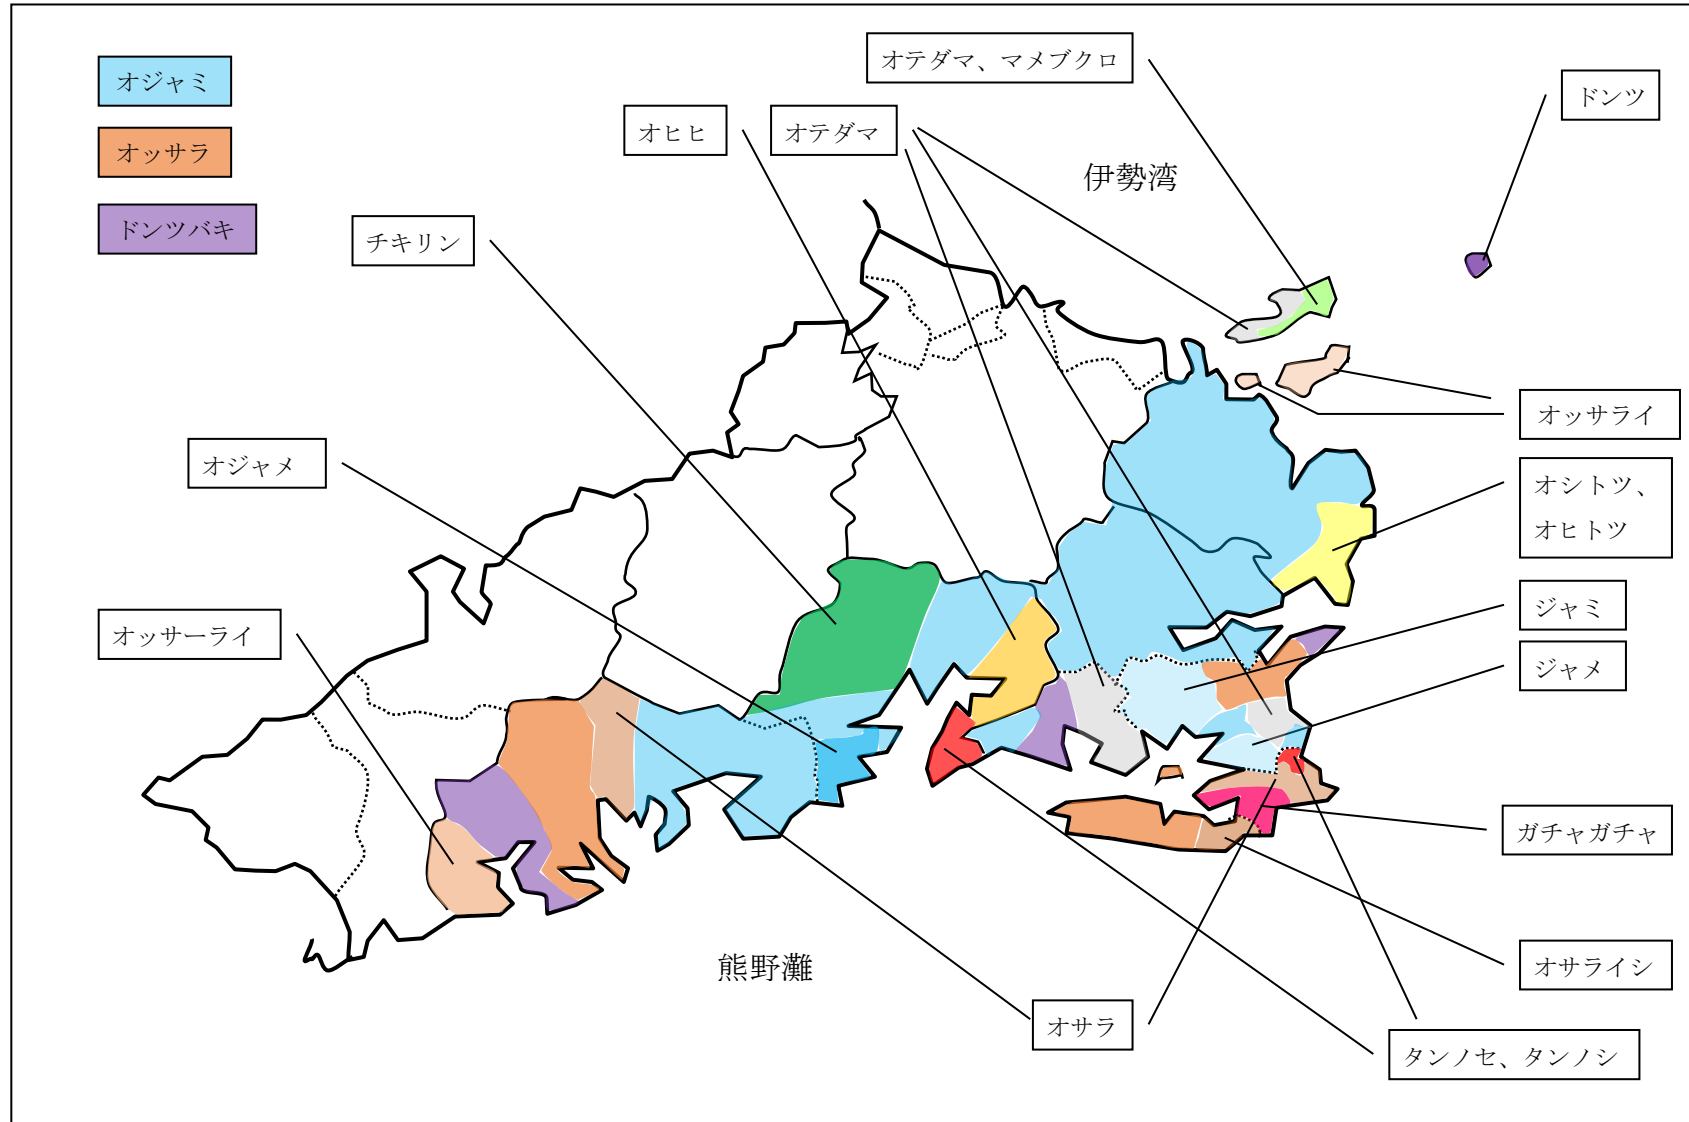 オテダマ、マメブクロ
オジャミ
ドンツ
オヒヒ
オテダマ
オッサラ
伊勢湾
ドンツバキ
チキリン
オッサライ
オジャメ
オシトツ、
オヒトツ
ジャミ
オッサーライ
ジャメ
ガチャガチャ
熊野灘
オサライシ
オサラ
タンノセ、タンノシ